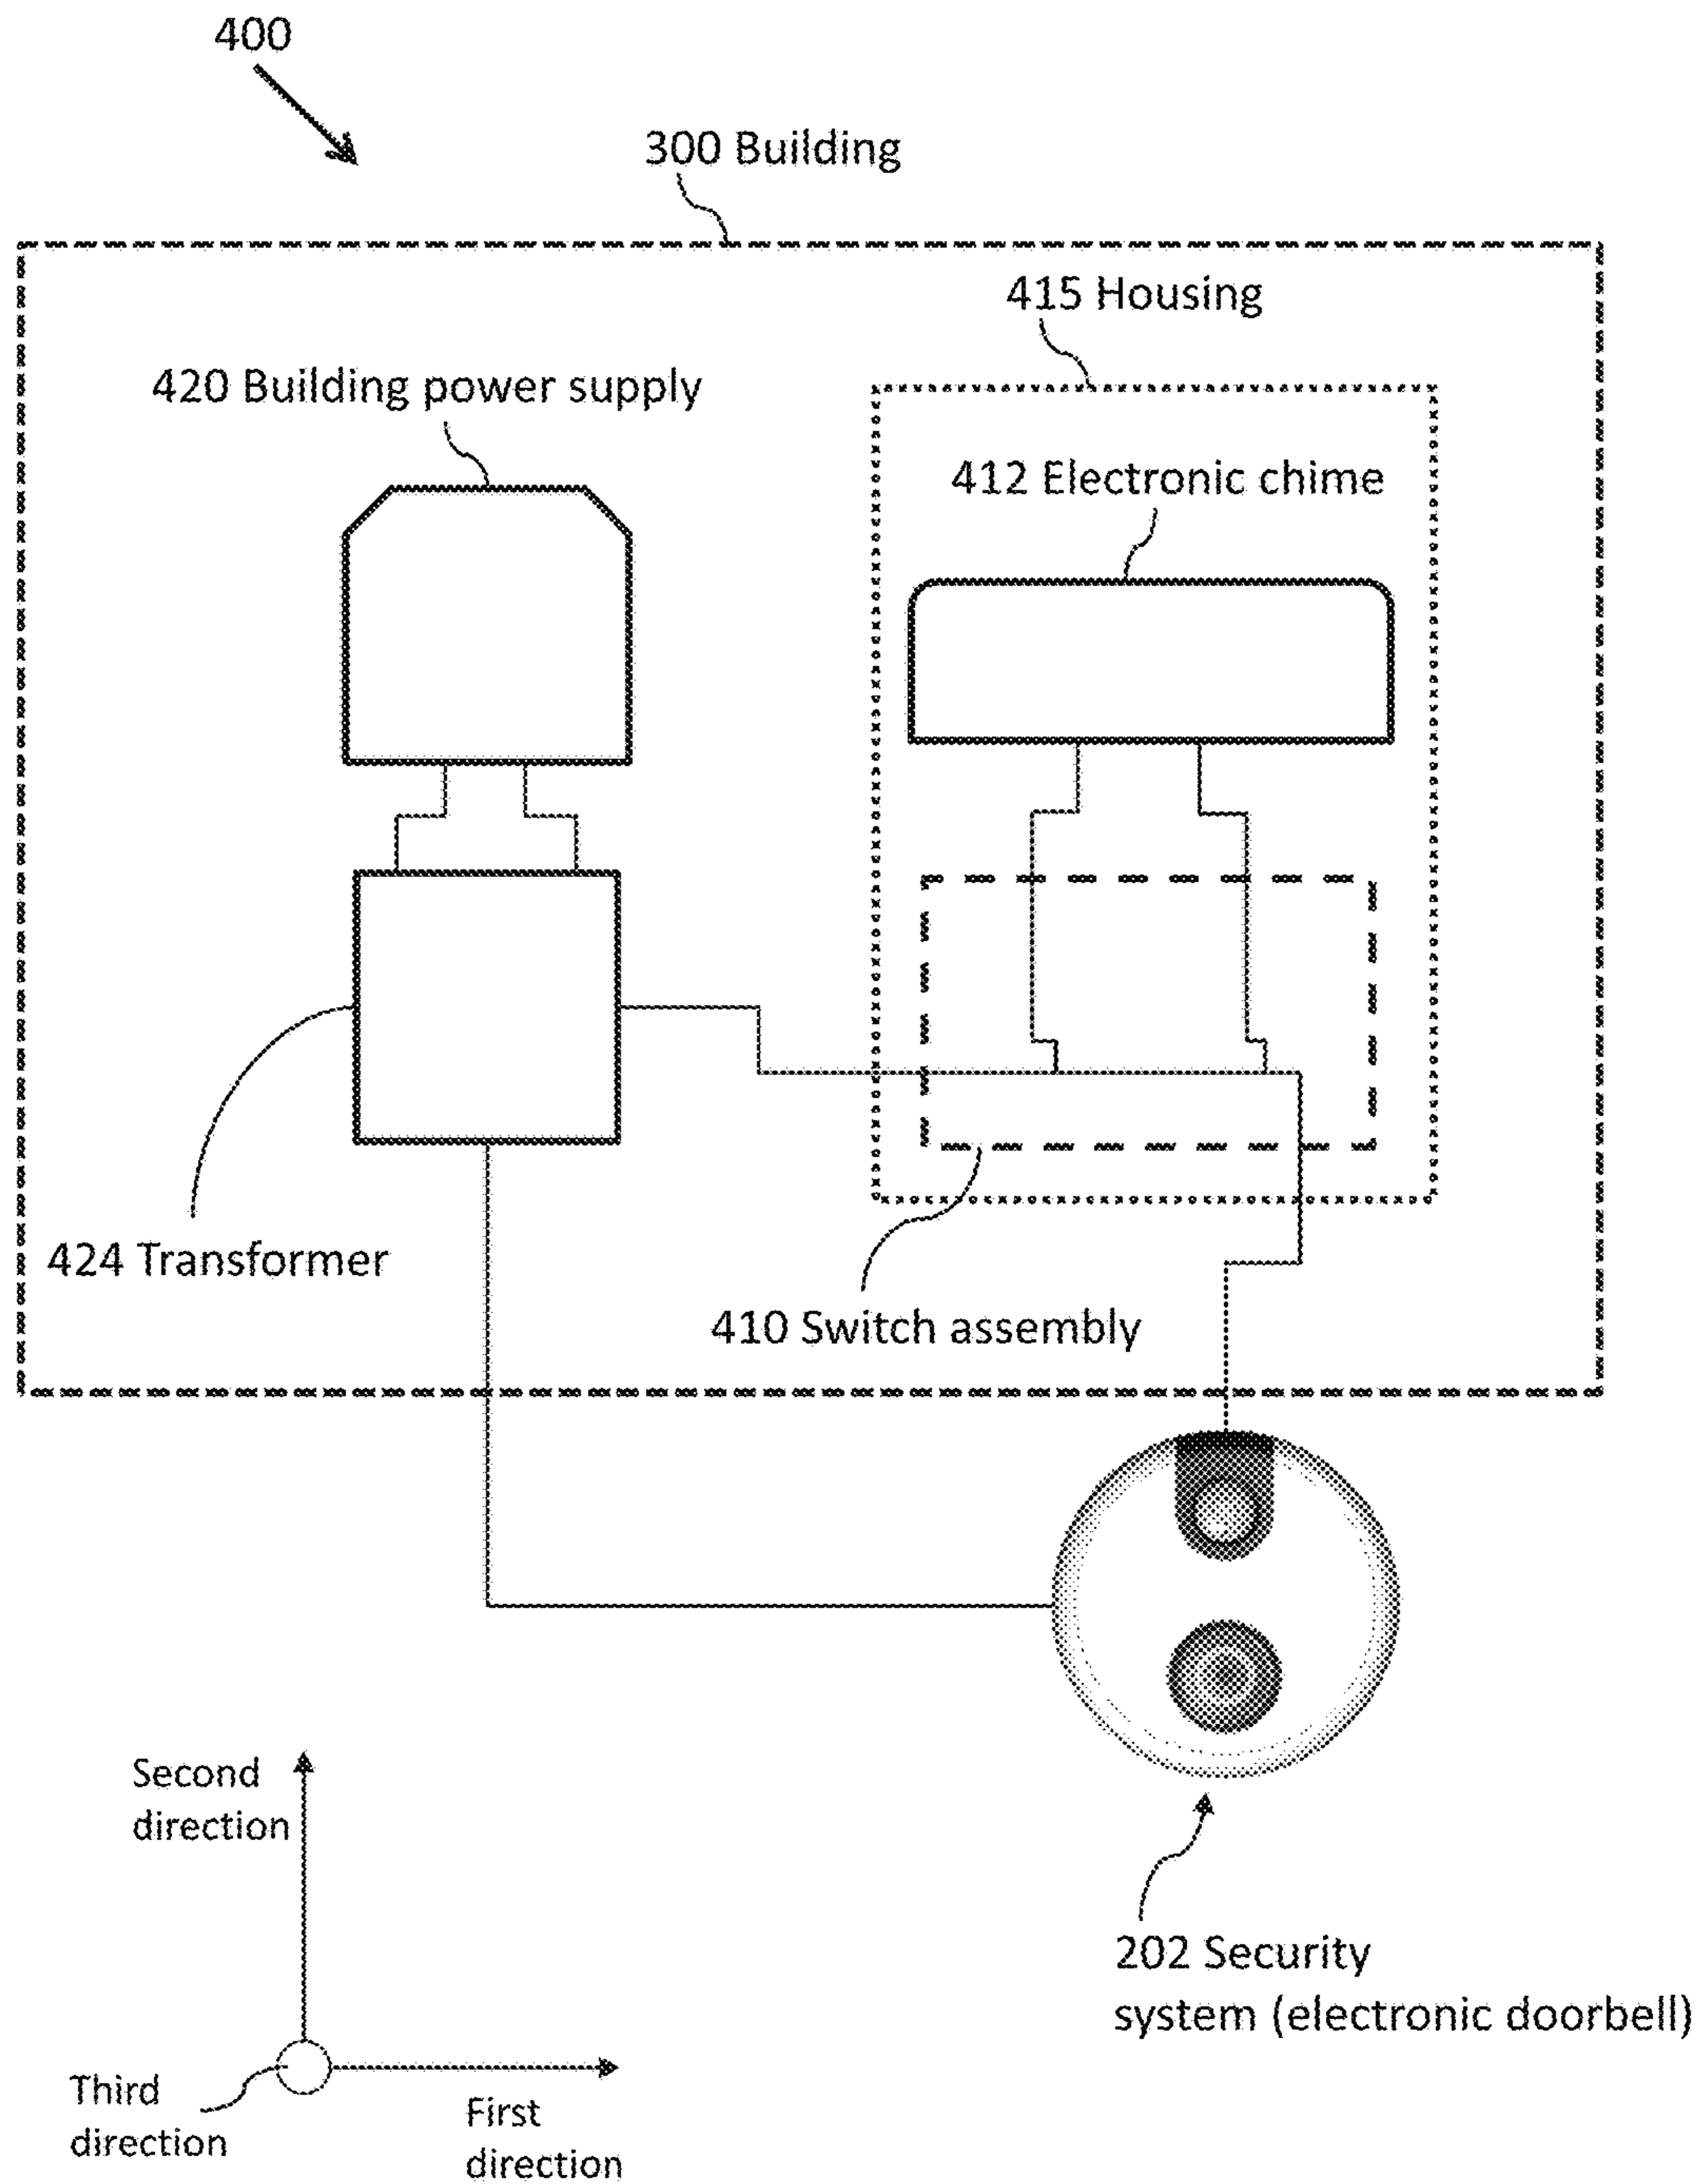 400
300 Building
415 Housing
420 Building power supply
412 Electronic chime
424 Transformer
410 Switch assembly
Second
direction
202 Security
system (electronic doorbell)
Third
direction
First
direction